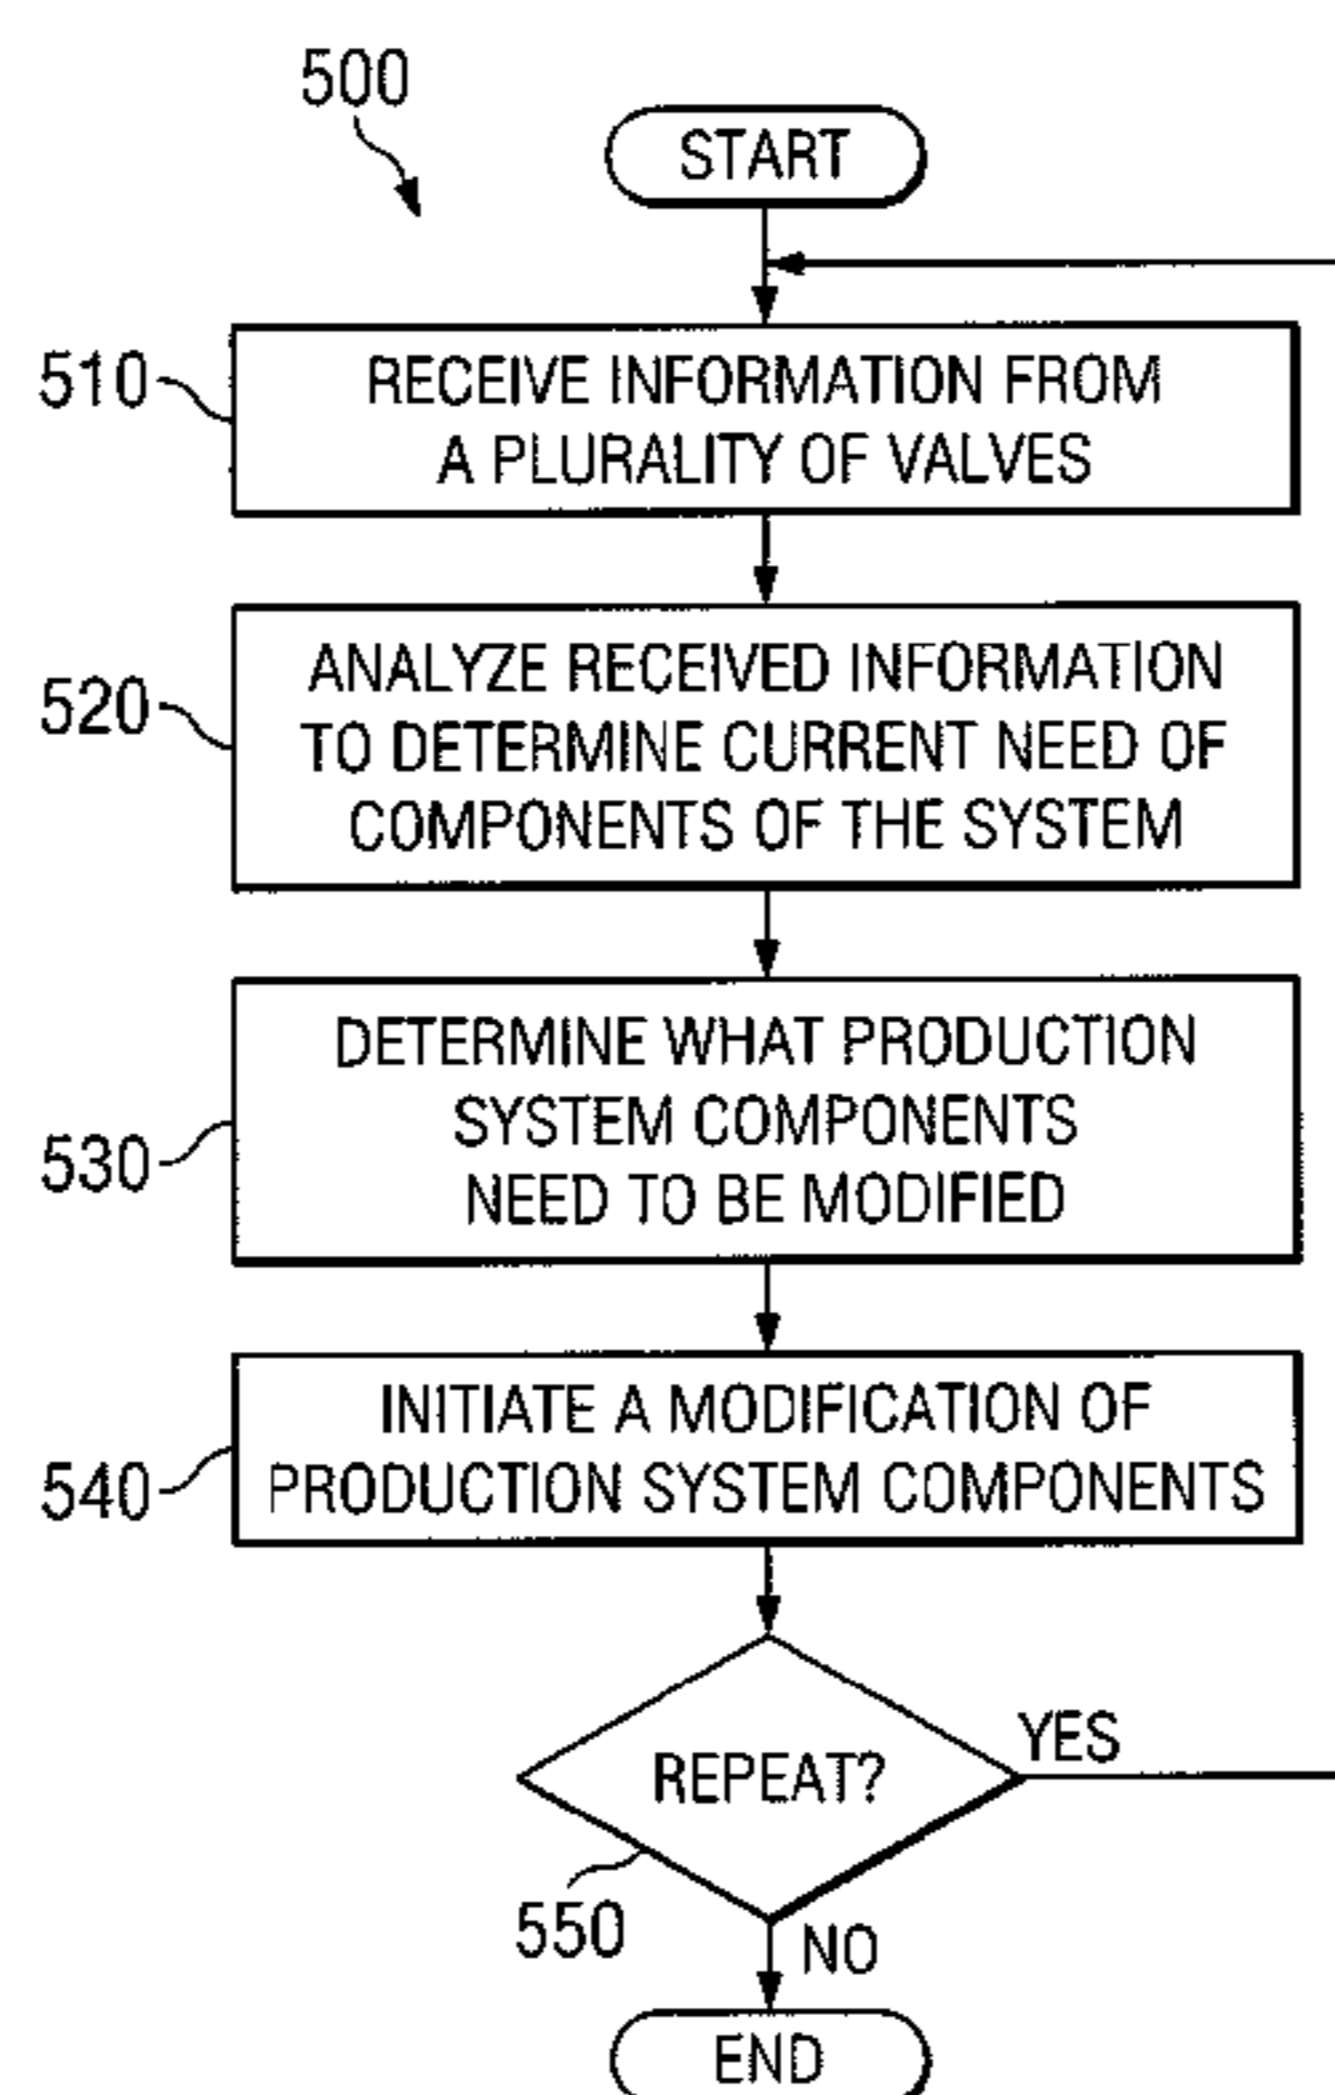 500
START
510
RECEIVE INFORMATION FROM
A PLURALITY OF VALVES
520
ANALYZE RECEIVED INFORMATION
TO DETERMINE CURRENT NEED OF
COMPONENTS OF THE SYSTEM
530
DETERMINE WHAT PRODUCTION
SYSTEM COMPONENTS
NEED TO BE MODIFIED
540
INITIATE A MODIFICATION OF
PRODUCTION SYSTEM COMPONENTS
REPEAT?
YES
550
NO
END